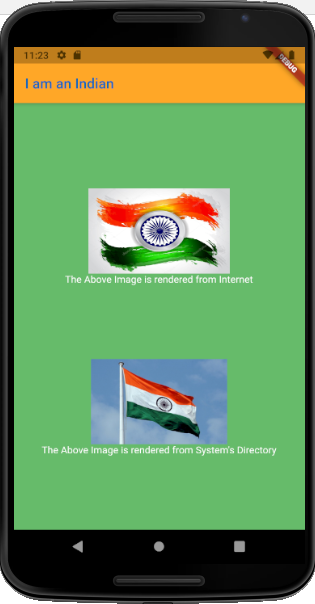 11:23
DEBUG
I am an Indian
The Above Image is rendered from Internet
The Above Image is rendered from System's Directory